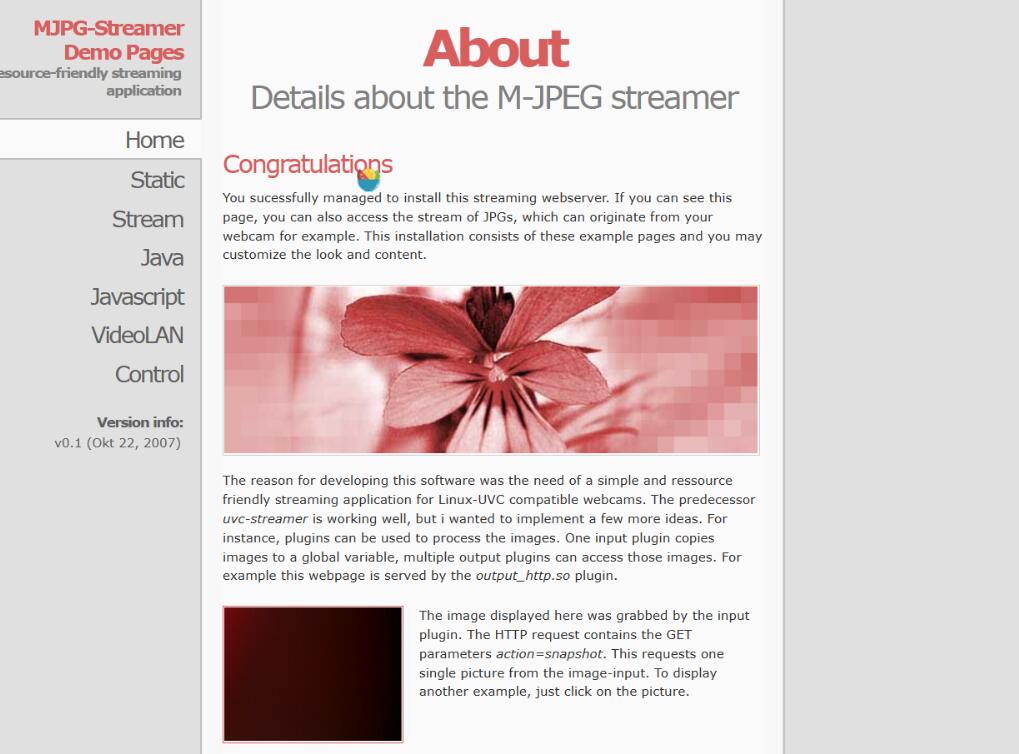 MJPG-Streamer
Demo Pages
esource-friendly streaming
application
Home
Static
Stream
Java
Javascript
VideoLAN
Control
Version info:
v0.1 (Okt 22, 2007)
About
Details about the M-JPEG streamer
Congratulations
You sucessfully managed to install this streaming webserver. If you can see this
page, you can also access the stream of JPGs, which can originate from your
webcam for example. This installation consists of these example pages and you may
customize the look and content.
The reason for developing this software was the need of a simple and ressource
friendly streaming application for Linux-UVC compatible webcams. The predecessor
uvc-streamer is working well, but i wanted to implement a few more ideas. For
instance, plugins can be used to process the images. One input plugin copies
images to a global variable, multiple output plugins can access those images. For
example this webpage is served by the output_http.so plugin.
The image displayed here was grabbed by the input
plugin. The HTTP request contains the GET
parameters action=snapshot. This requests one
single picture from the image-input. To display
another example, just click on the picture.